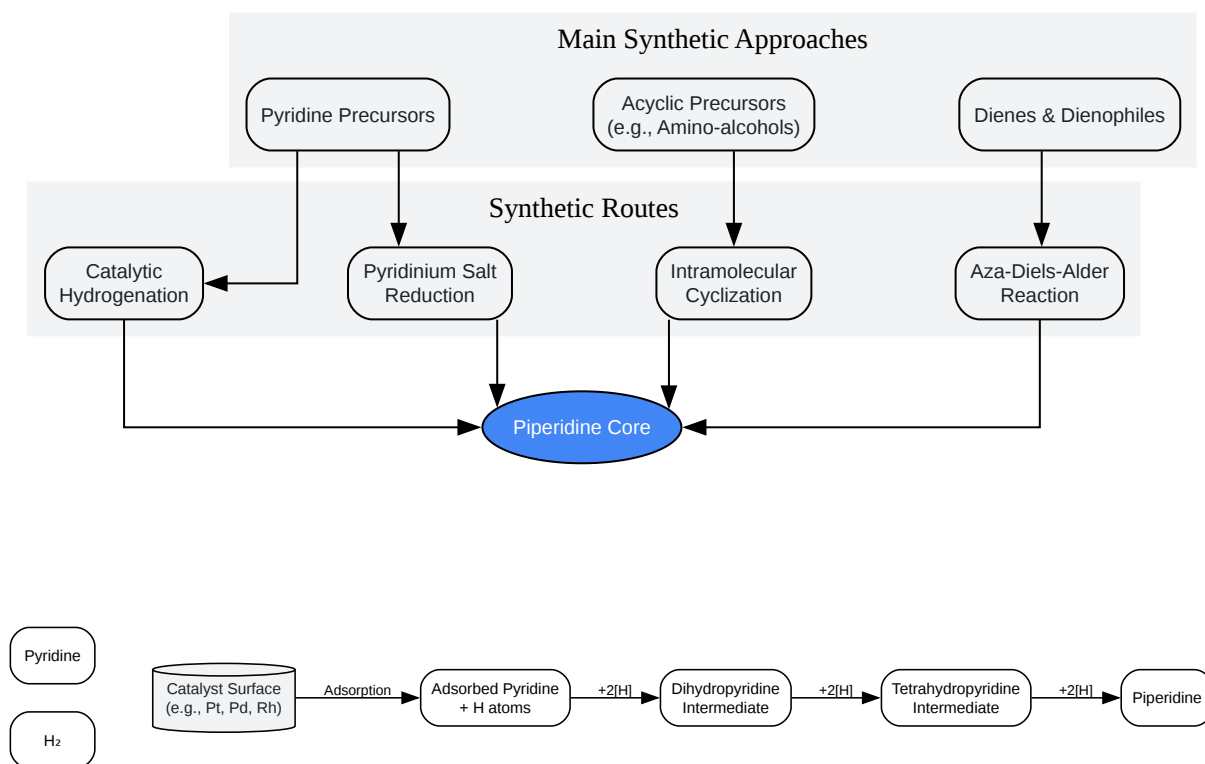 Main Synthetic Approaches
Pyridine Precursors
Acyclic Precursors
(e.g., Amino-alcohols)
Dienes & Dienophiles
Synthetic Routes
Catalytic
Hydrogenation
Pyridinium Salt
Reduction
Intramolecular
Cyclization
Aza-Diels-Alder
Reaction
Piperidine Core
Pyridine
H₂
Catalyst Surface
(e.g., Pt, Pd, Rh)
Adsorption
Adsorbed Pyridine
+ H atoms
+2[H]
Dihydropyridine
Intermediate
+2[H]
Tetrahydropyridine
Intermediate
+2[H]
Piperidine